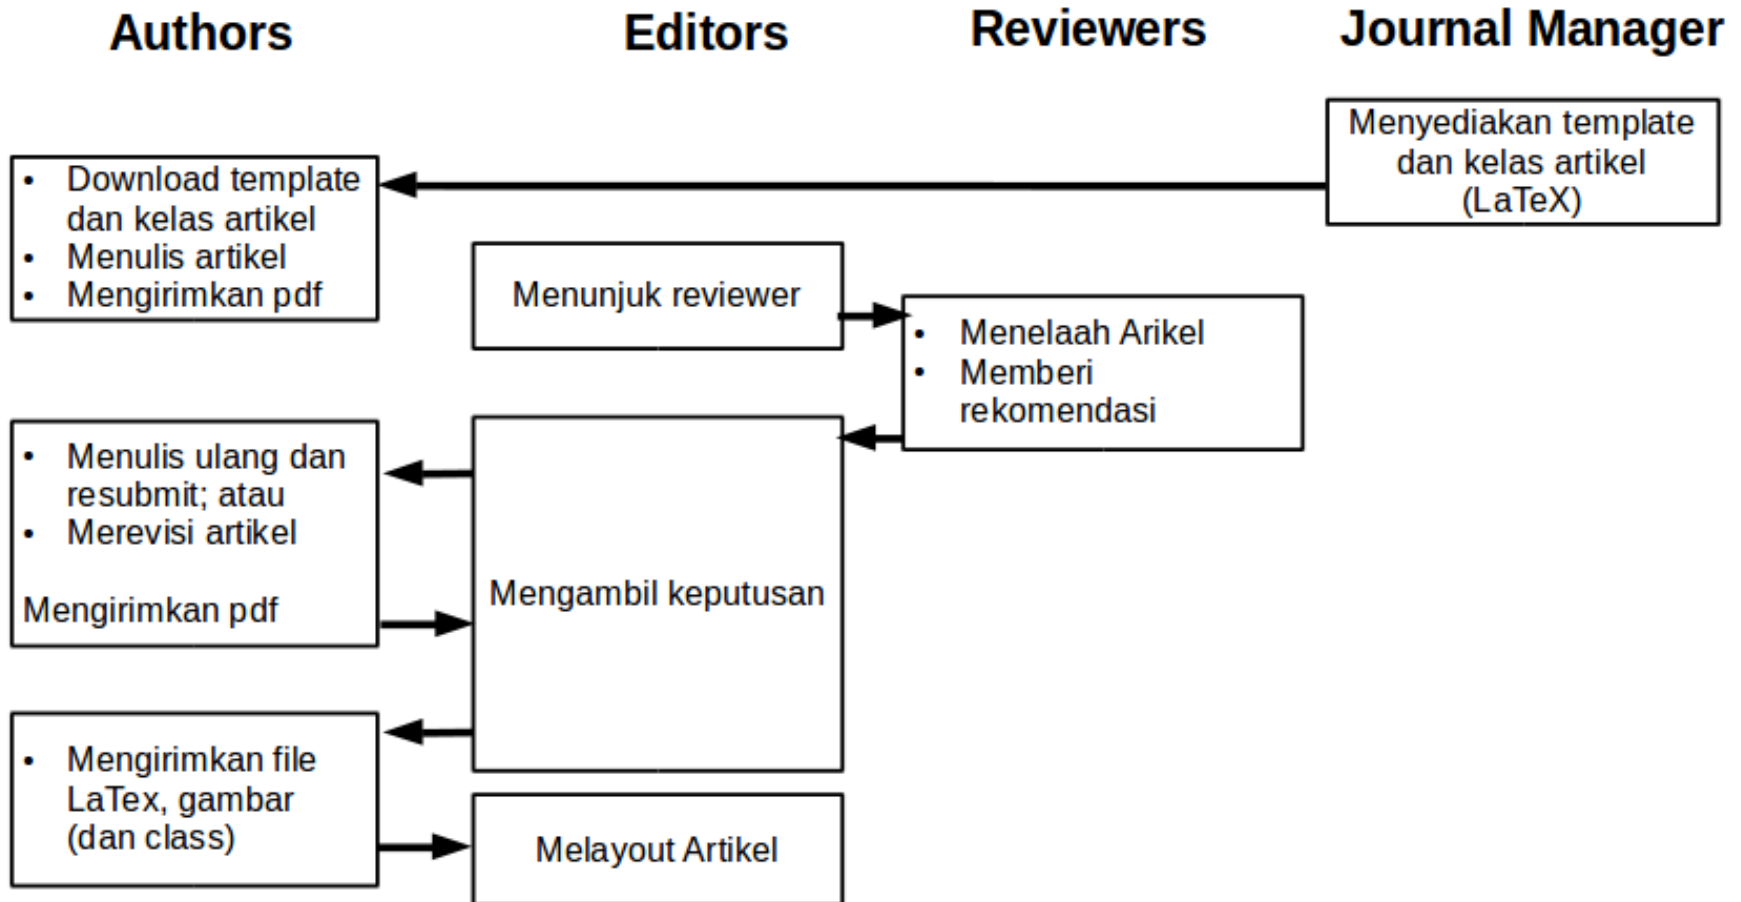 Authors
Editors
Reviewers
Journal Manager
Menyediakan template
dan kelas artikel
(LaTeX)
• Download template
dan kelas artikel
• Menulis artikel
• Mengirimkan pdf
Menunjuk reviewer
• Menelaah Arikel
• Memberi
rekomendasi
• Menulis ulang dan
resubmit; atau
• Merevisi artikel
Mengirimkan pdf
Mengambil keputusan
• Mengirimkan file
LaTex, gambar
(dan class)
Melayout Artikel